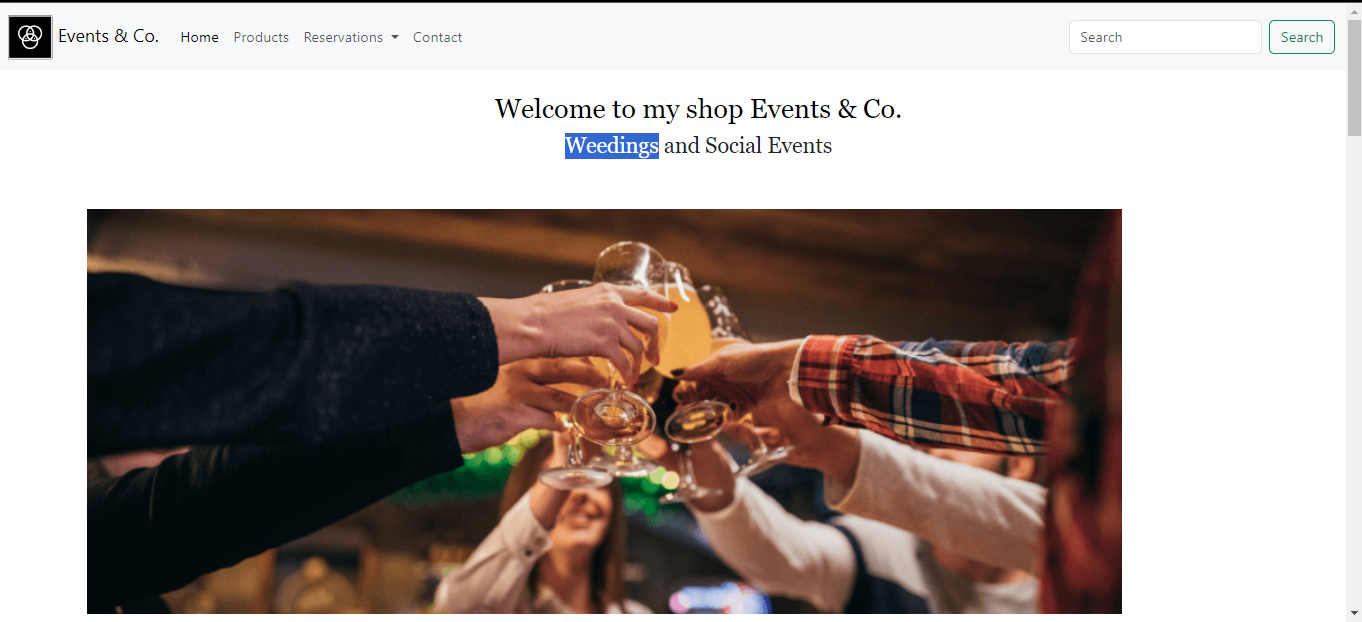 Events & Co. Home Products Reservations Contact Search Search
Welcome to my shop Events & Co.
Weedings and Social Events